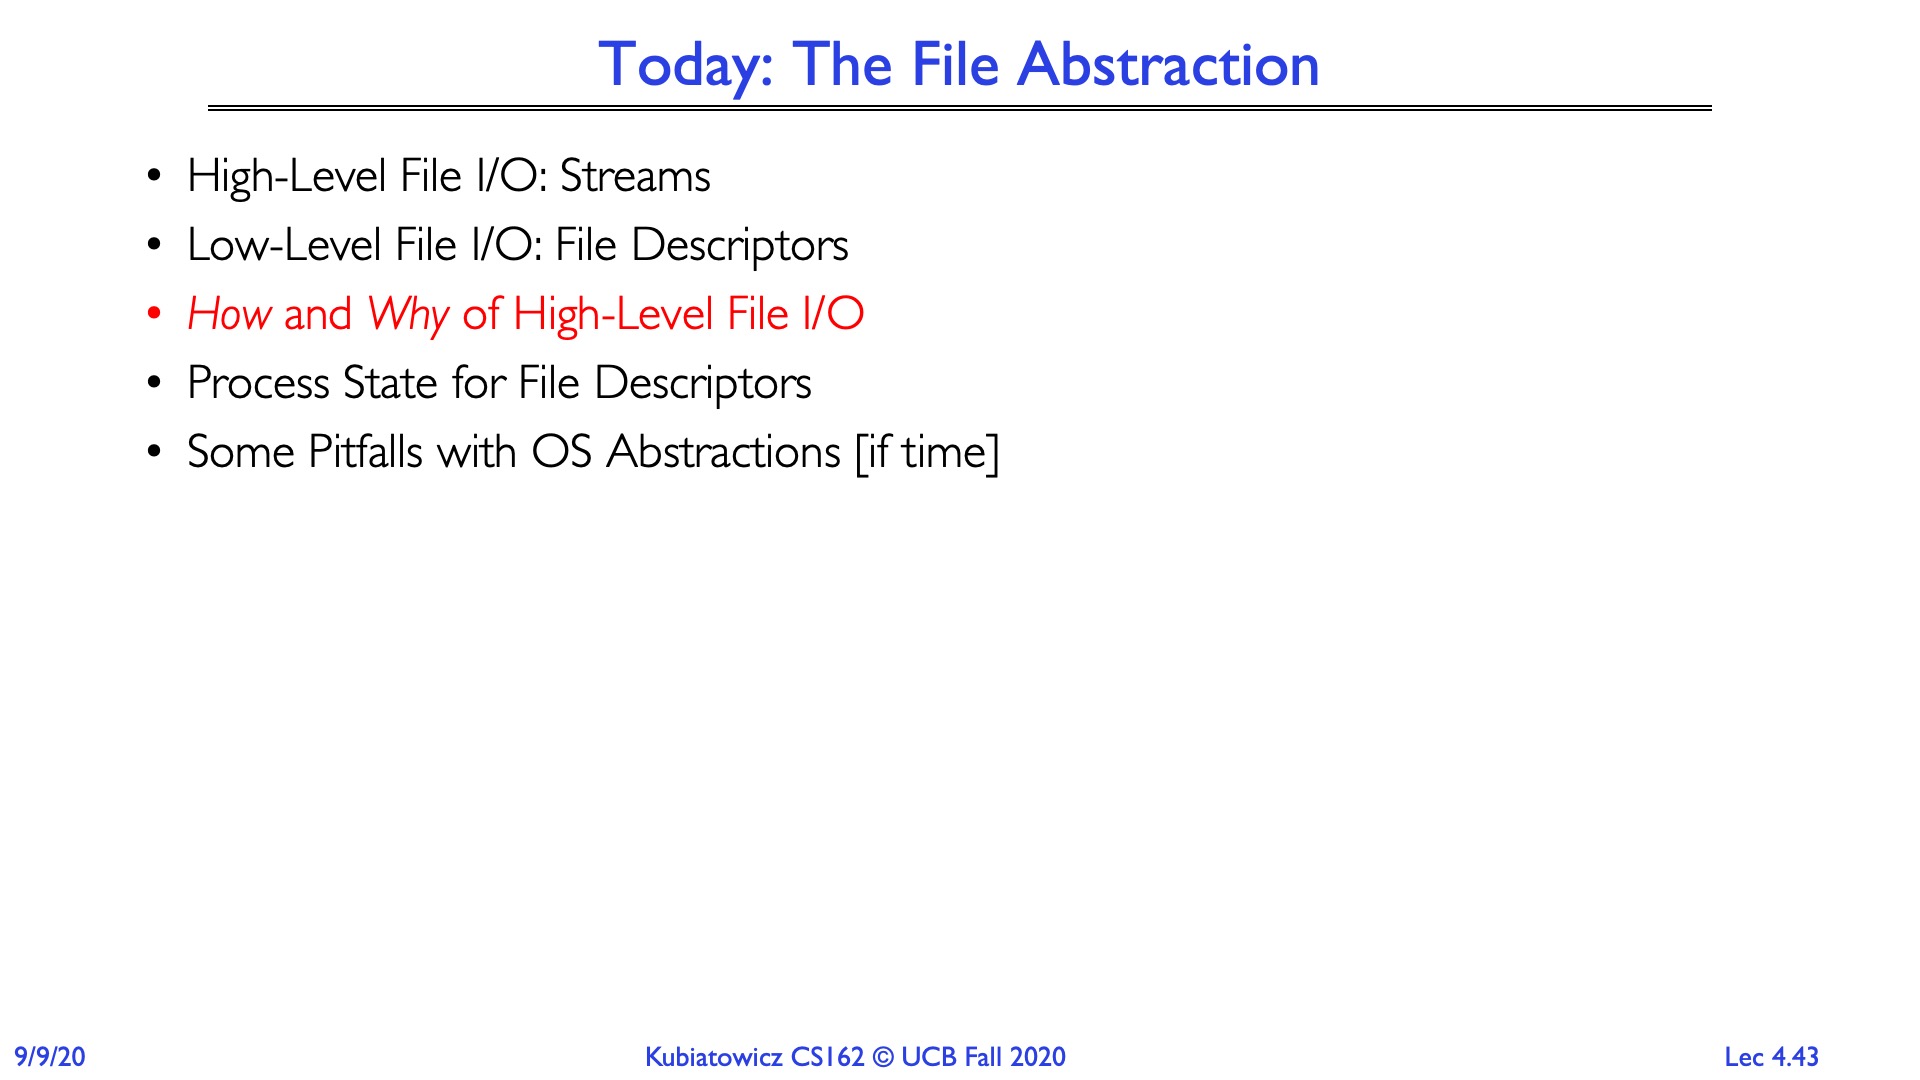 Today: The File Abstraction
• High-Level File I/O: Streams
• Low-Level File I/O: File Descriptors
• How and Why of High-Level File I/O
• Process State for File Descriptors
• Some Pitfalls with OS Abstractions [if time]
9/9/20
Kubiatowicz CS162 © UCB Fall 2020
Lec 4.43